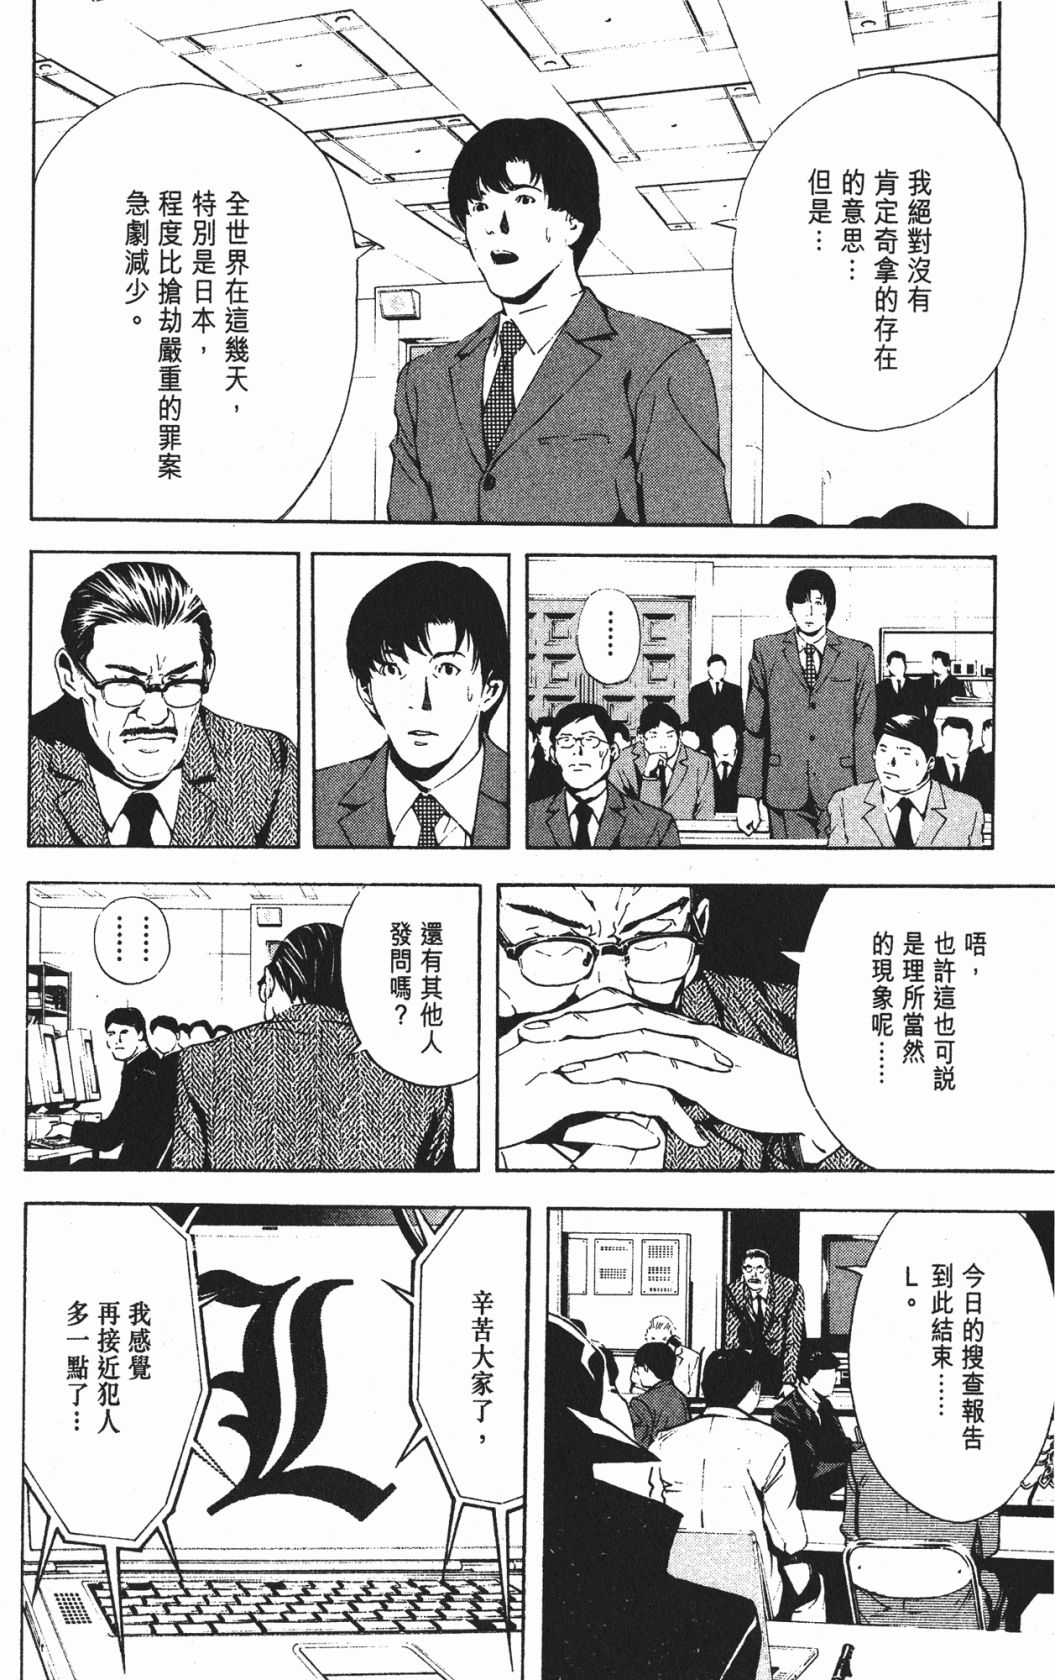 我絕對沒有
肯定奇拿的存在
的意思…
但是…
全世界在這幾天，
特別是日本，
程度比搶劫嚴重的罪案
急劇減少。
……
唔，
也許這也可說
是理所當然
的現象呢……
還有其他人
發問嗎？
……
今日的搜查報告
到此結束……
L。
辛苦大家了，
我感覺
再接近犯人
多一點了…
L